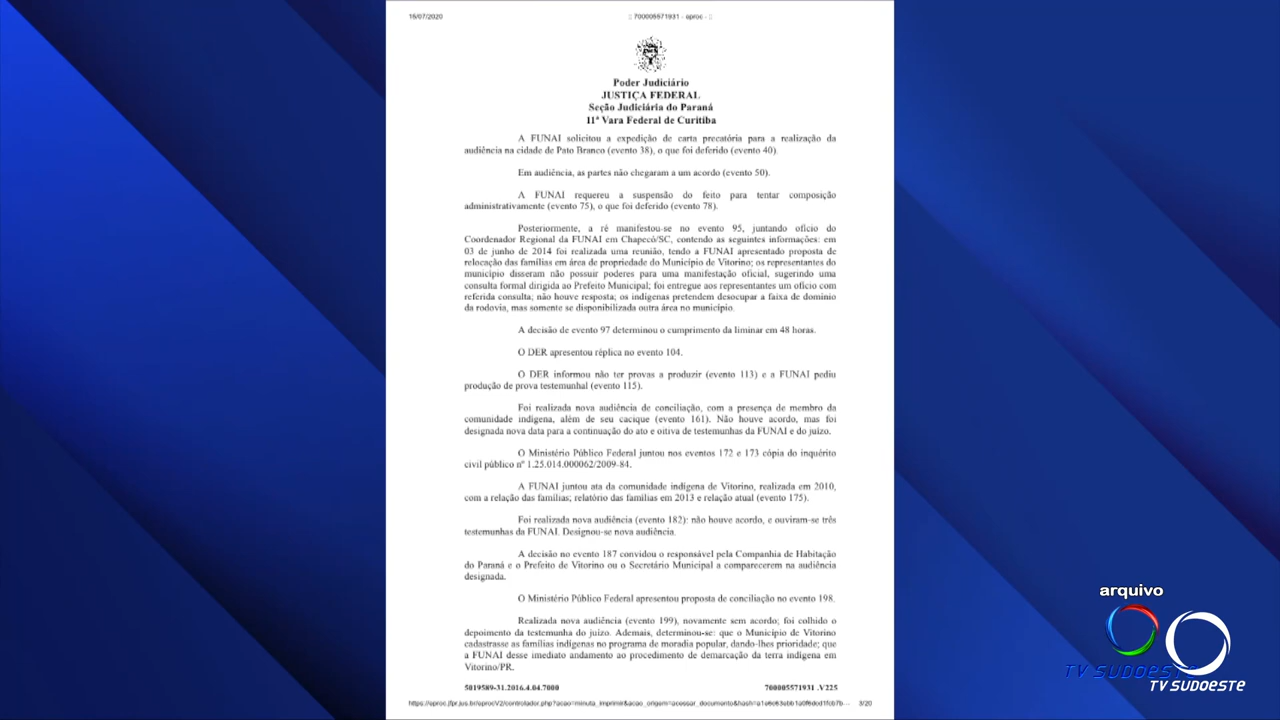 15/07/2020
:: 700005571931 - eproc - ::
Poder Judiciário
JUSTIÇA FEDERAL
Seção Judiciária do Paraná
11ª Vara Federal de Curitiba
A FUNAI solicitou a expedição de carta precatória para a realização da
audiência na cidade de Pato Branco (evento 38), o que foi deferido (evento 40).
Em audiência, as partes não chegaram a um acordo (evento 50).
A FUNAI requereu a suspensão do feito para tentar composição
administrativamente (evento 75), o que foi deferido (evento 78).
Posteriormente, a ré manifestou-se no evento 95, juntando ofício do
Coordenador Regional da FUNAI em Chapecó/SC, contendo as seguintes informações: em
03 de junho de 2014 foi realizada uma reunião, tendo a FUNAI apresentado proposta de
relocação das famílias em área de propriedade do Município de Vitorino; os representantes do
município disseram não possuir poderes para uma manifestação oficial, sugerindo uma
consulta formal dirigida ao Prefeito Municipal; foi entregue aos representantes um ofício com
referida consulta; não houve resposta; os indígenas pretendem desocupar a faixa de domínio
da rodovia, mas somente se disponibilizada outra área no município.
A decisão de evento 97 determinou o cumprimento da liminar em 48 horas.
O DER apresentou réplica no evento 104.
O DER informou não ter provas a produzir (evento 113) e a FUNAI pediu
produção de prova testemunhal (evento 115).
Foi realizada nova audiência de conciliação, com a presença de membro da
comunidade indígena, além de seu cacique (evento 161). Não houve acordo, mas foi
designada nova data para a continuação do ato e oitiva de testemunhas da FUNAI e do juízo.
O Ministério Público Federal juntou nos eventos 172 e 173 cópia do inquérito
civil público nº 1.25.014.000062/2009-84.
A FUNAI juntou ata da comunidade indígena de Vitorino, realizada em 2010,
com a relação das famílias; relatório das famílias em 2013 e relação atual (evento 175).
Foi realizada nova audiência (evento 182): não houve acordo, e ouviram-se três
testemunhas da FUNAI. Designou-se nova audiência.
A decisão no evento 187 convidou o responsável pela Companhia de Habitação
do Paraná e o Prefeito de Vitorino ou o Secretário Municipal a comparecerem na audiência
designada.
O Ministério Público Federal apresentou proposta de conciliação no evento 198.
Realizada nova audiência (evento 199), novamente sem acordo; foi colhido o
depoimento da testemunha do juízo. Ademais, determinou-se: que o Município de Vitorino
cadastrasse as famílias indígenas no programa de moradia popular, dando-lhes prioridade; que
a FUNAI desse imediato andamento ao procedimento de demarcação da terra indígena em
Vitorino/PR.
5019589-31.2016.4.04.7000
700005571931 .V225
3/20
arquivo
TV SUDOESTE
TV SUDOESTE